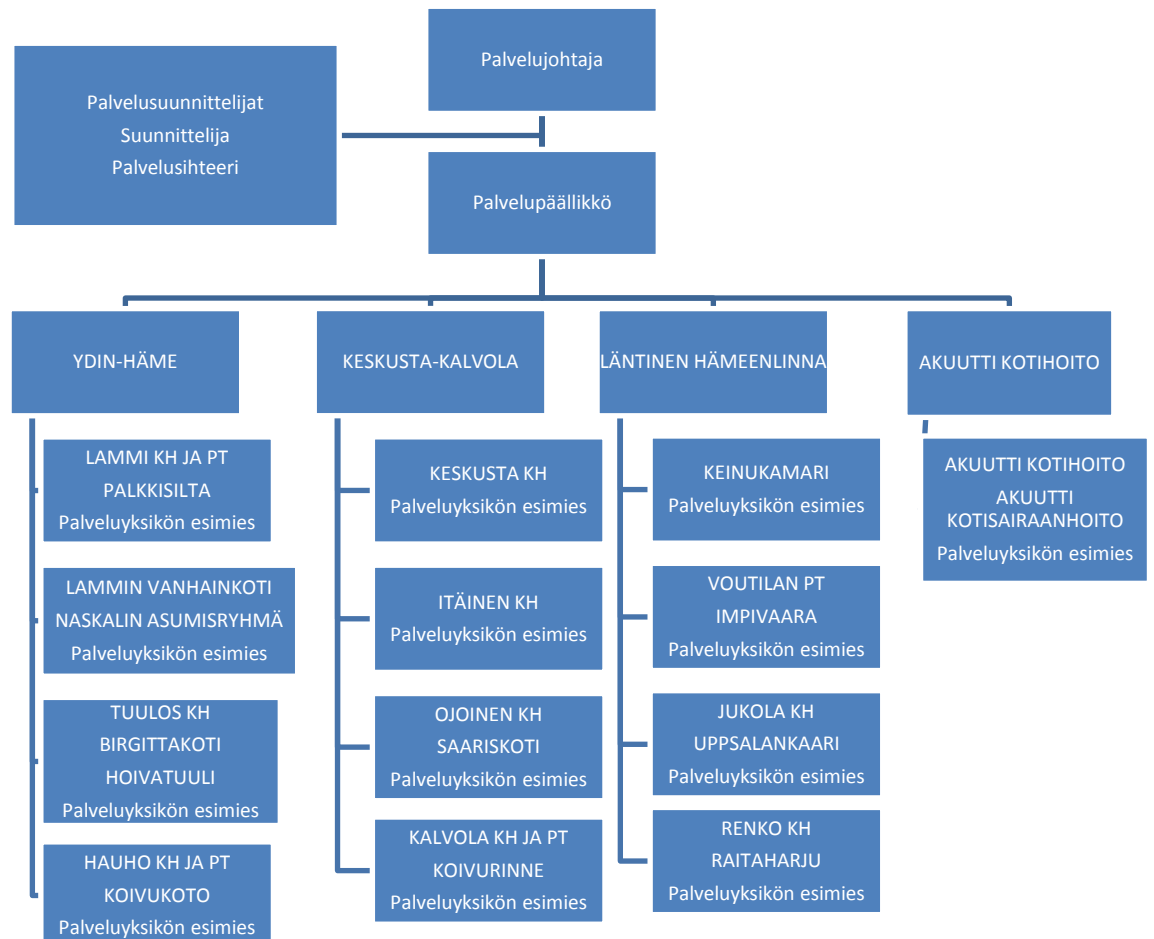 Palvelujohtaja
Palvelusuunnittelijat
Suunnittelija
Palvelusihteeri
Palvelupäällikkö
YDIN-HÄME
LAMMI KH JA PT
PALKKISILTA
Palveluyksikön esimies
LAMMIN VANHAINKOTI
NASKALIN ASUMISRYHMÄ
Palveluyksikön esimies
TUULOS KH
BIRGITTAKOTI
HOIVATUULI
Palveluyksikön esimies
HAUHO KH JA PT
KOIVUKOTO
Palveluyksikön esimies
KESKUSTA-KALVOLA
KESKUSTA KH
Palveluyksikön esimies
ITÄINEN KH
Palveluyksikön esimies
OJOINEN KH
SAARISKOTI
Palveluyksikön esimies
KALVOLA KH JA PT
KOIVURINNE
Palveluyksikön esimies
LÄNTINEN HÄMEENLINNA
KEINUKAMARI
Palveluyksikön esimies
VOUTILAN PT
IMPIVAARA
Palveluyksikön esimies
JUKOLA KH
UPPSALANKAARI
Palveluyksikön esimies
RENKO KH
RAITAHARJU
Palveluyksikön esimies
AKUUTTI KOTIHOITO
AKUUTTI KOTIHOITO
AKUUTTI
KOTISAIRAANHOITO
Palveluyksikön esimies